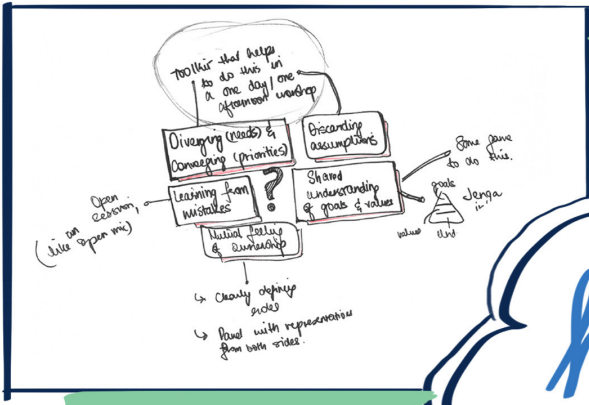 Toolkit that helps
to do this in
a one day/one
afternoon workshop
Diverging (needs) &
Converging (priorities)
Discarding
assumptions
Some game
to do this.
Learning from
mistakes
?
Shared
understanding
of goals & values
goals
Jenga
values
Open
session,
(like an open mic)
Mutual feeling
of ownership
↳ Clearly defining
↳ Panel with representation
from both sides.